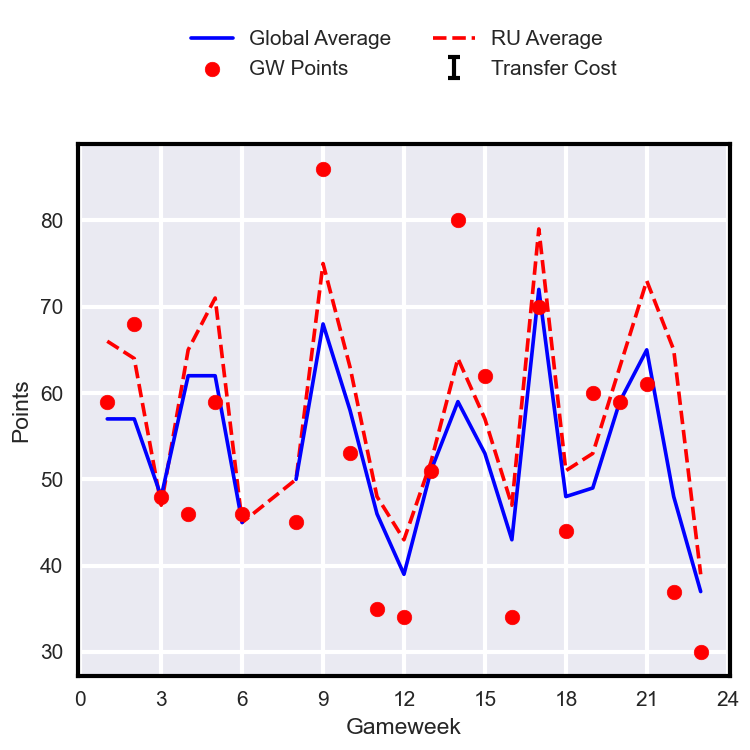 Global Average
RU Average
GW Points
Transfer Cost
Points
80
70
60
50
40
30
0 3 6 9 12 15 18 21 24
Gameweek